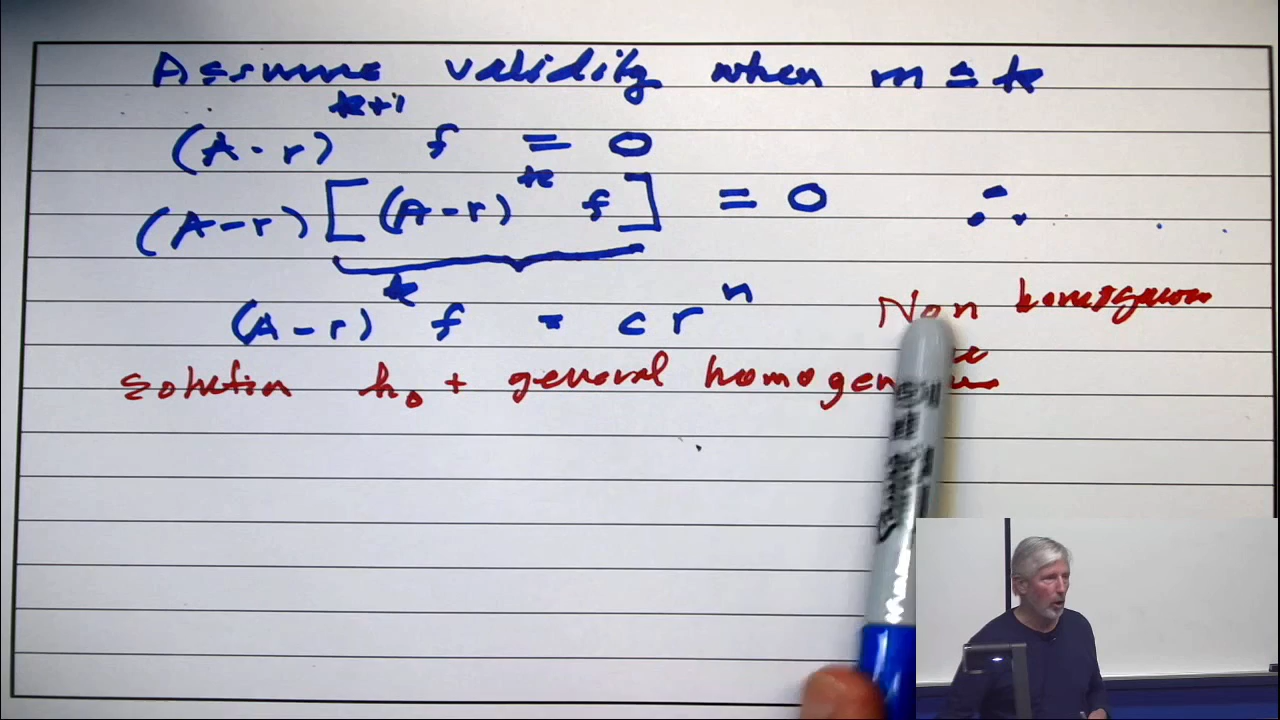 Assume validity when m ≤ k
(A - r)^{k+1} f = 0
(A - r) [(A - r)^k f] = 0 ∴
(A - r)^k f = c r^n
Non homogeneous
solution h₀ + general homogeneous